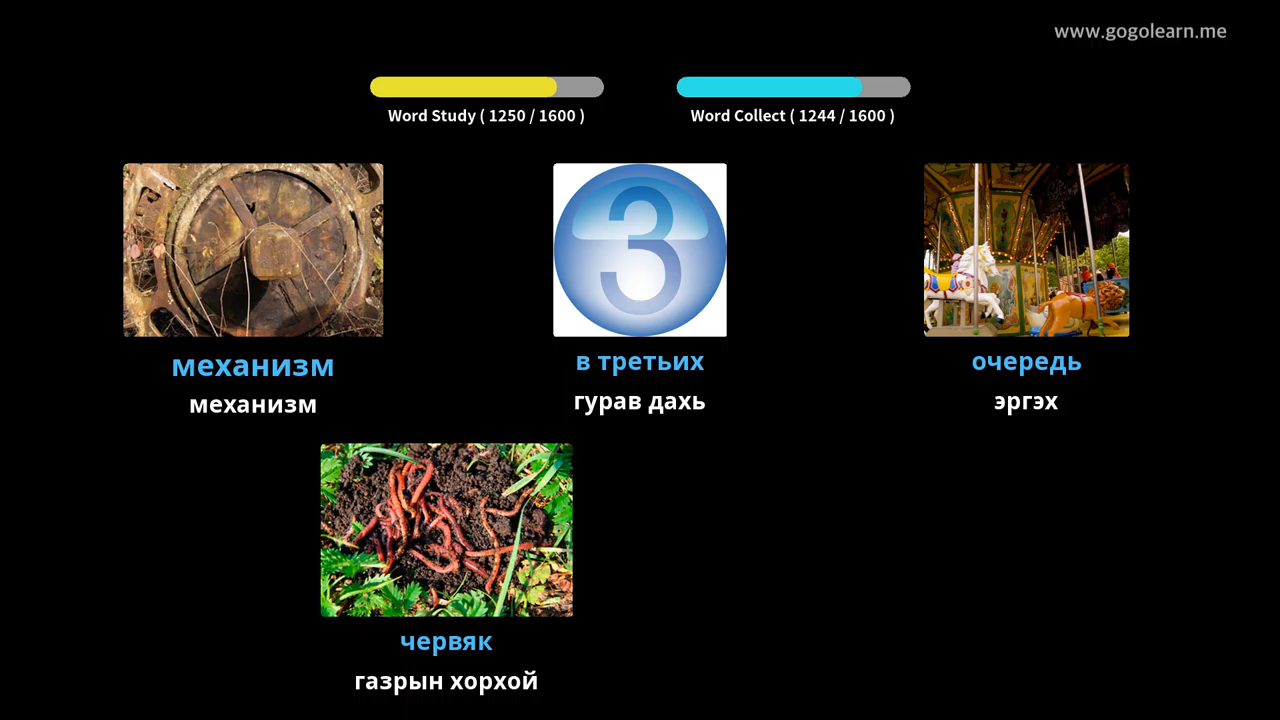 www.gogolearn.me
Word Study ( 1250 / 1600 )
Word Collect ( 1244 / 1600 )
3
механизм
механизм
в третьих
гурав дахь
очередь
эргэх
червяк
газрын хорхой